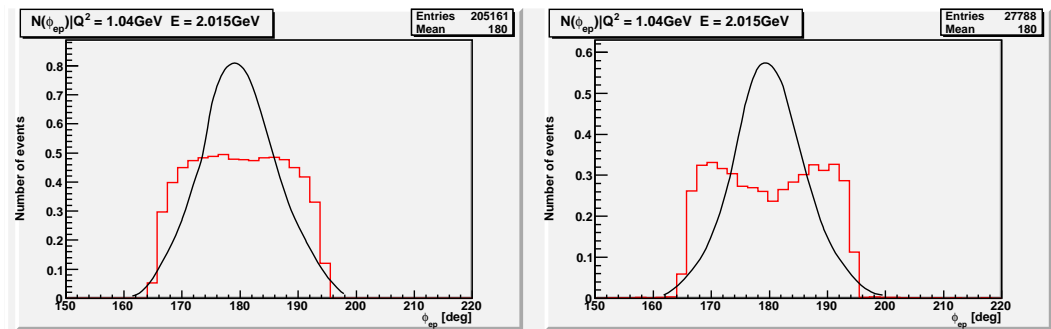 N(ϕep)|Q² = 1.04GeV E = 2.015GeV
Entries 205161
Mean 180
Number of events
0.8
0.7
0.6
0.5
0.4
0.3
0.2
0.1
0
150 160 170 180 190 200 210 220
ϕep [deg]
N(ϕep)|Q² = 1.04GeV E = 2.015GeV
Entries 27788
Mean 180
Number of events
0.6
0.5
0.4
0.3
0.2
0.1
0
150 160 170 180 190 200 210 220
ϕep [deg]